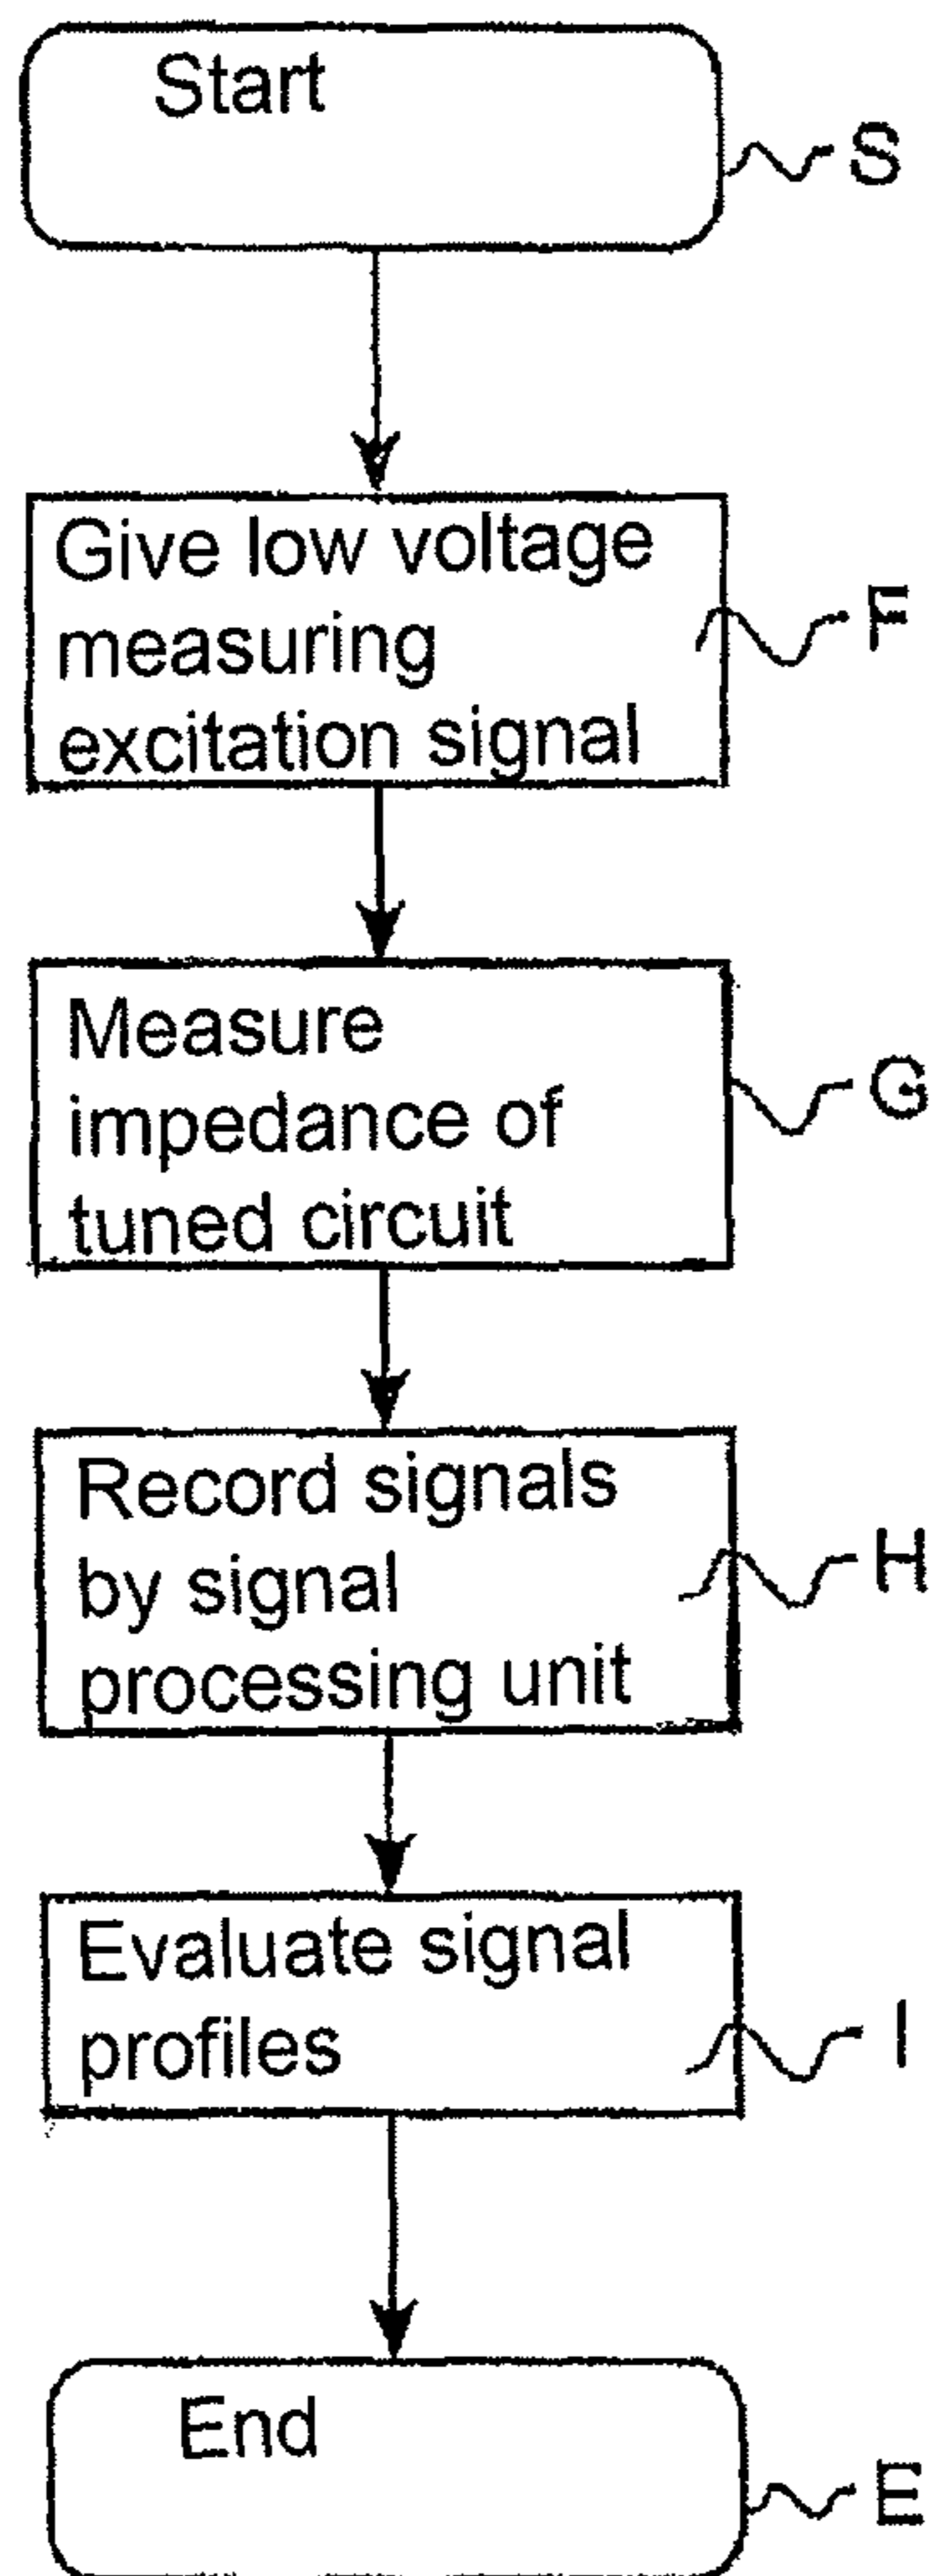 Start
S
Give low voltage
measuring
excitation signal
F
Measure
impedance of
tuned circuit
G
Record signals
by signal
processing unit
H
Evaluate signal
profiles
I
End
E